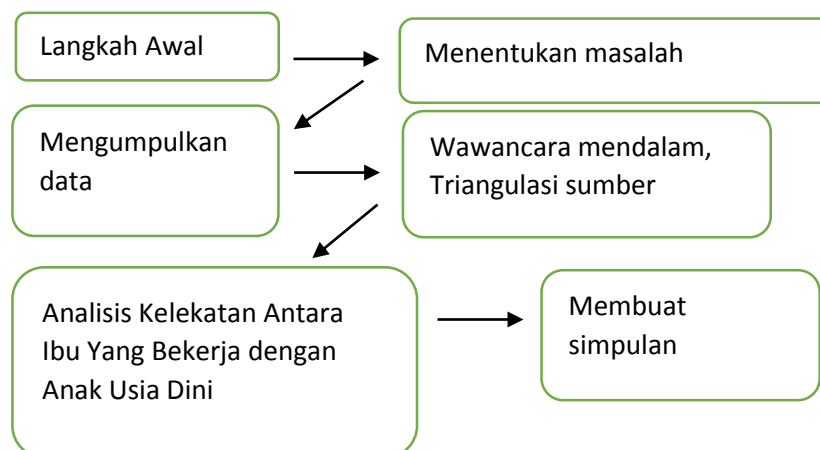 Langkah Awal
Menentukan masalah
Mengumpulkan
data
Wawancara mendalam,
Triangulasi sumber
Analisis Kelekatan Antara
Ibu Yang Bekerja dengan
Anak Usia Dini
Membuat
simpulan